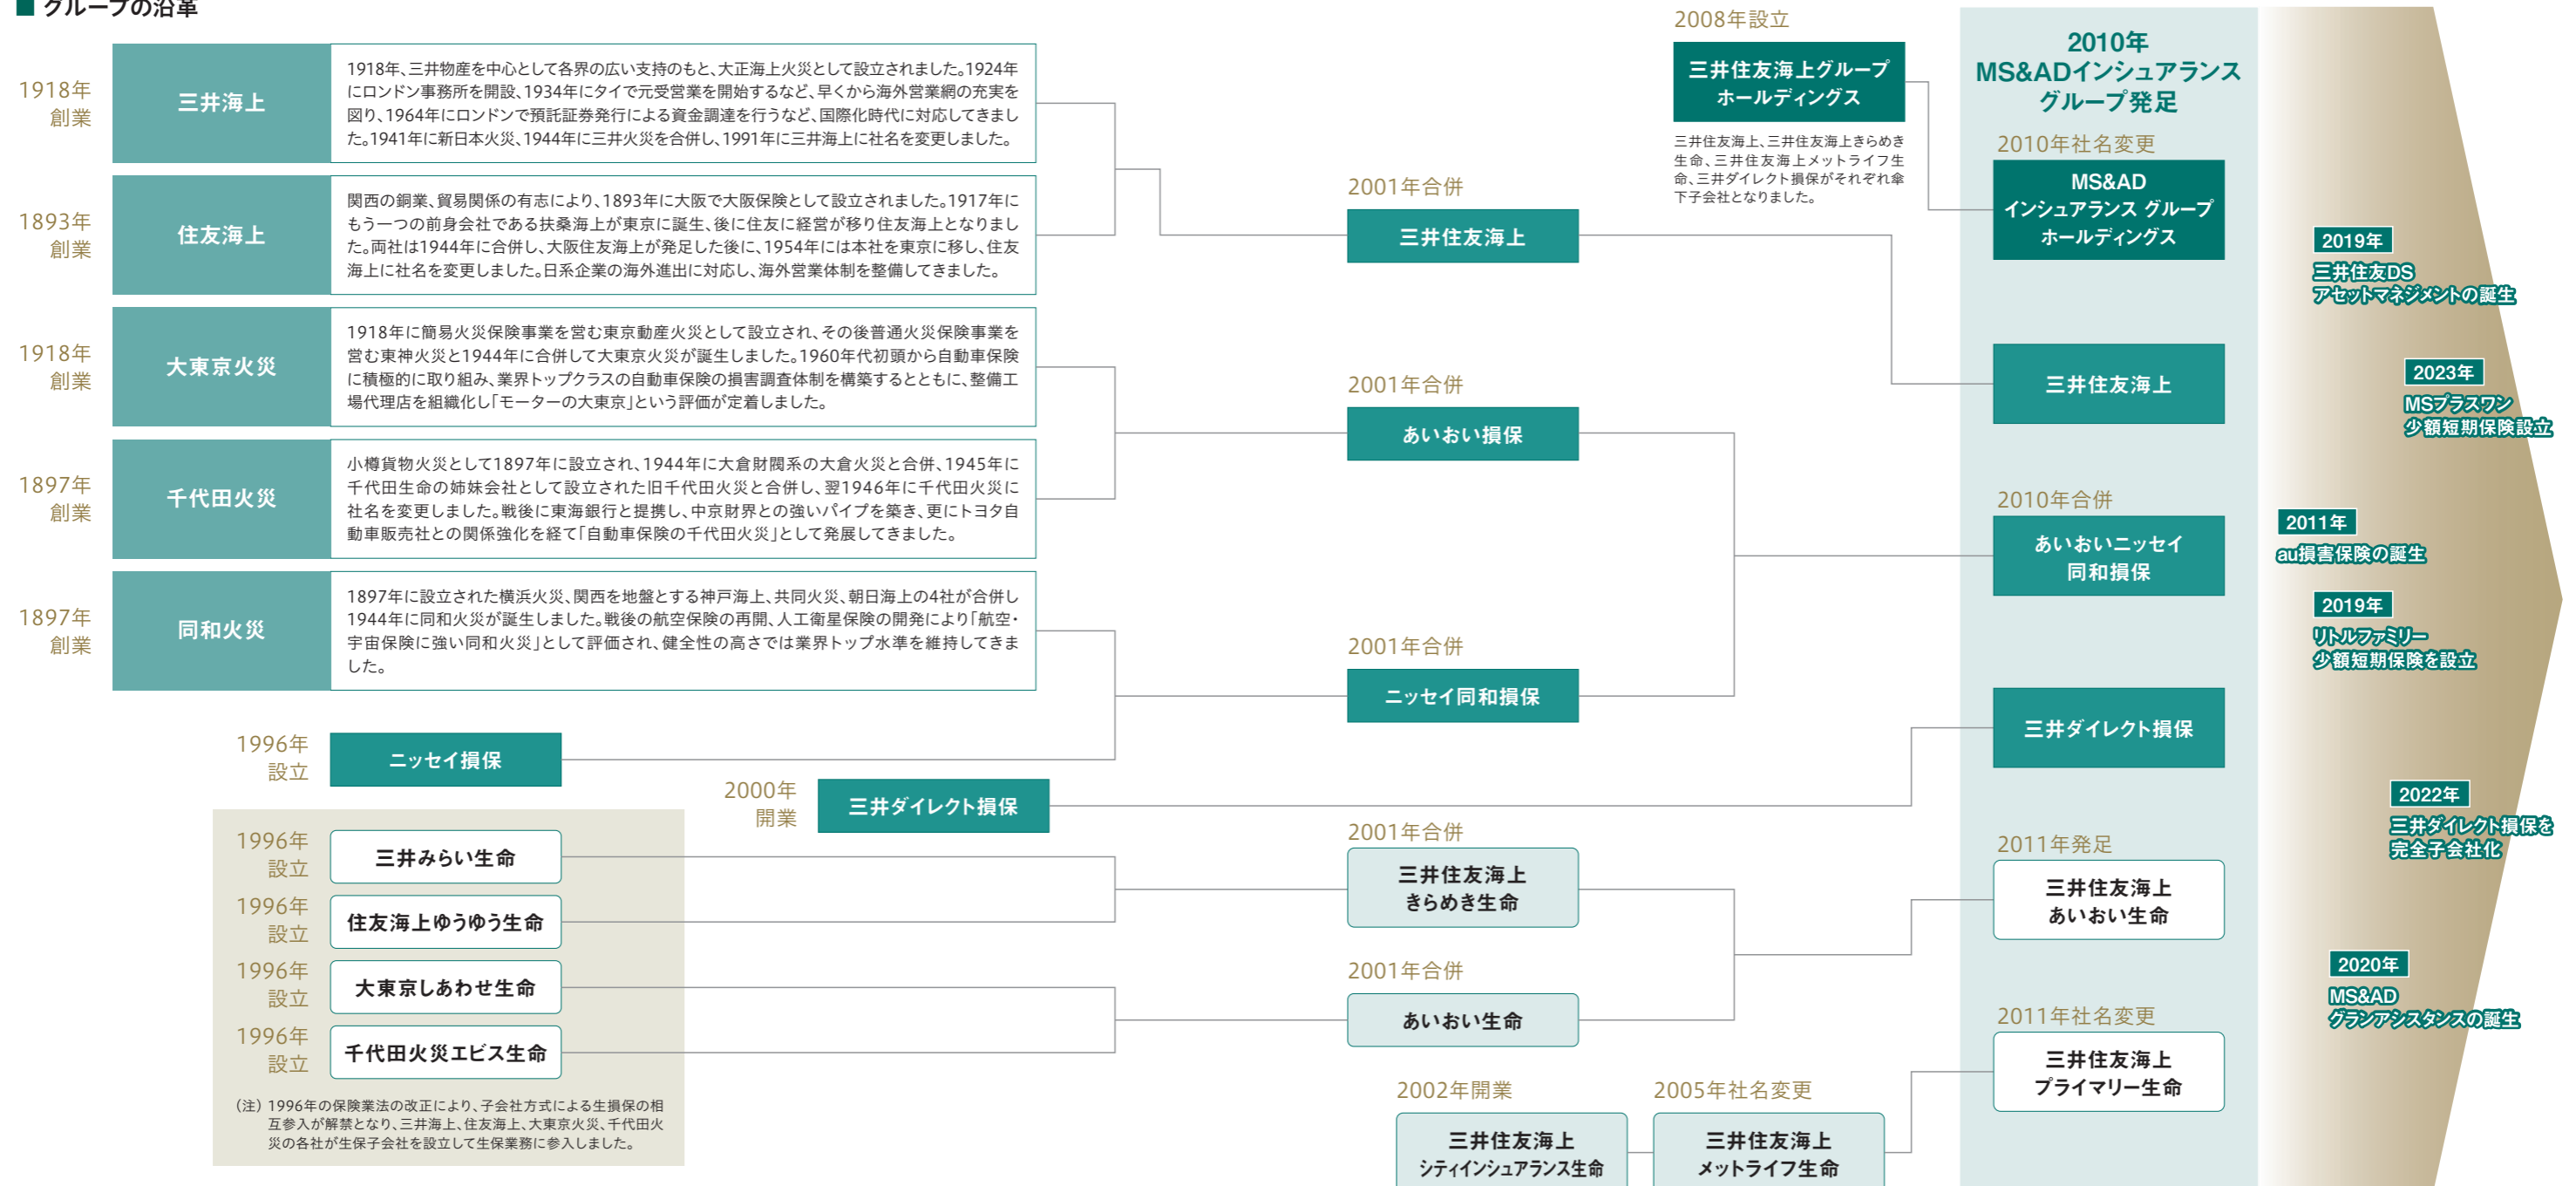 ■ グループの沿革
1918年
創業
三井海上
1918年、三井物産を中心として各界の広い支持のもと、大正海上火災として設立されました。1924年
にロンドン事務所を開設、1934年にタイで元受営業を開始するなど、早くから海外営業網の充実を
図り、1964年にロンドンで預託証券発行による資金調達を行うなど、国際化時代に対応してきまし
た。1941年に新日本火災、1944年に三井火災を合併し、1991年に三井海上に社名を変更しました。
1893年
創業
住友海上
関西の銅業、貿易関係の有志により、1893年に大阪で大阪保険として設立されました。1917年に
もう一つの前身会社である扶桑海上が東京に誕生、後に住友に経営が移り住友海上となりまし
た。両社は1944年に合併し、大阪住友海上が発足した後に、1954年には本社を東京に移し、住友
海上に社名を変更しました。日系企業の海外進出に対応し、海外営業体制を整備してきました。
1918年
創業
大東京火災
1918年に簡易火災保険事業を営む東京動産火災として設立され、その後普通火災保険事業を
営む東神火災と1944年に合併して大東京火災が誕生しました。1960年代初頭から自動車保険
に積極的に取り組み、業界トップクラスの自動車保険の損害調査体制を構築するとともに、整備工
場代理店を組織化し「モーターの大東京」という評価が定着しました。
1897年
創業
千代田火災
小樽貨物火災として1897年に設立され、1944年に大倉財閥系の大倉火災と合併、1945年に
千代田生命の姉妹会社として設立された旧千代田火災と合併し、翌1946年に千代田火災に
社名を変更しました。戦後に東海銀行と提携し、中京財界との強いパイプを築き、更にトヨタ自
動車販売社との関係強化を経て「自動車保険の千代田火災」として発展してきました。
1897年
創業
同和火災
1897年に設立された横浜火災、関西を地盤とする神戸海上、共同火災、朝日海上の4社が合併し
1944年に同和火災が誕生しました。戦後の航空保険の再開、人工衛星保険の開発により「航空・
宇宙保険に強い同和火災」として評価され、健全性の高さでは業界トップ水準を維持してきま
した。
1996年
設立
ニッセイ損保
2000年
開業
三井ダイレクト損保
1996年
設立
三井みらい生命
1996年
設立
住友海上ゆうゆう生命
1996年
設立
大東京しあわせ生命
1996年
設立
千代田火災エビス生命
（注）1996年の保険業法の改正により、子会社方式による生損保の相
互参入が解禁となり、三井海上、住友海上、大東京火災、千代田火
災の各社が生保子会社を設立して生保業務に参入しました。
2001年合併
三井住友海上
2001年合併
あいおい損保
2001年合併
ニッセイ同和損保
2001年合併
三井住友海上
きらめき生命
2001年合併
あいおい生命
2002年開業
三井住友海上
シティインシュアランス生命
2005年社名変更
三井住友海上
メットライフ生命
2008年設立
三井住友海上グループ
ホールディングス
三井住友海上、三井住友海上きらめき
生命、三井住友海上メットライフ生
命、三井ダイレクト損保がそれぞれ傘
下子会社となりました。
2010年
MS&ADインシュアランス
グループ発足
2010年社名変更
MS&AD
インシュアランス グループ
ホールディングス
三井住友海上
2010年合併
あいおいニッセイ
同和損保
三井ダイレクト損保
2011年発足
三井住友海上
あいおい生命
2011年社名変更
三井住友海上
プライマリー生命
2019年
三井住友DS
アセットマネジメントの誕生
2023年
MSプラスワン
少額短期保険設立
2011年
au損害保険の誕生
2019年
リトルファミリー
少額短期保険を設立
2022年
三井ダイレクト損保を
完全子会社化
2020年
MS&AD
グランアシスタンスの誕生